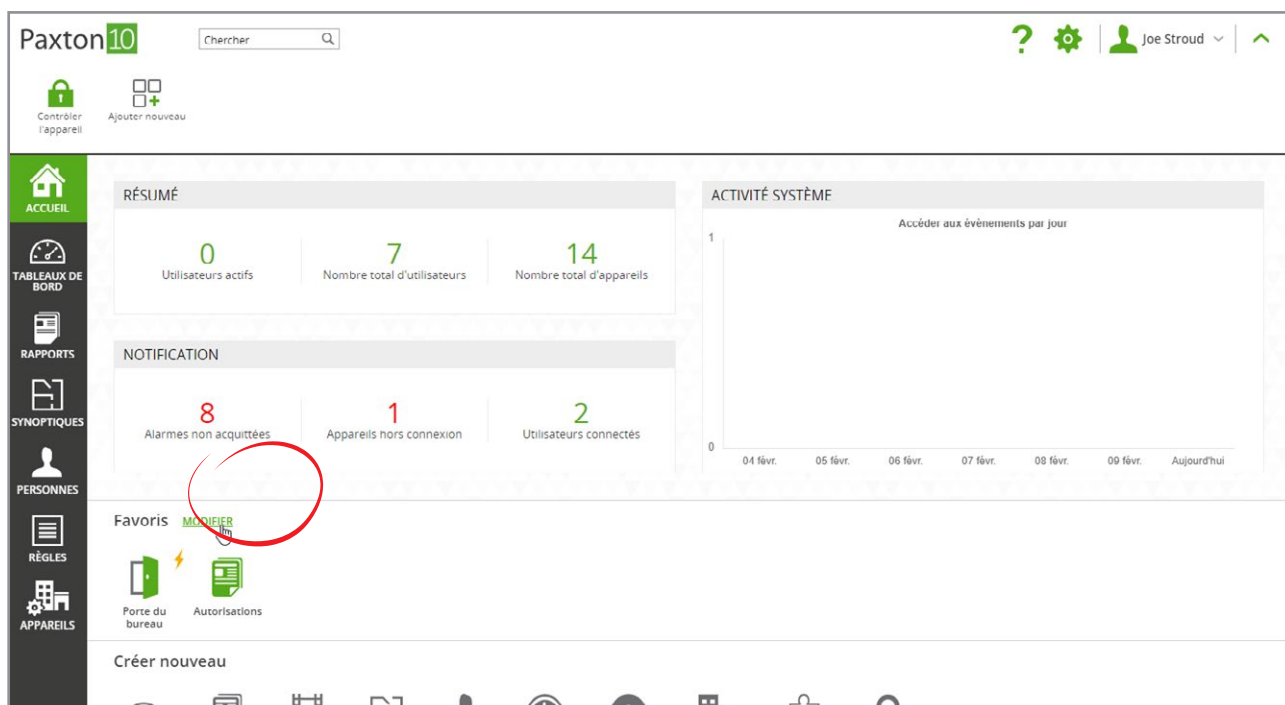 Paxton 10
Chercher
Joe Stroud
Contrôler
l'appareil
Ajouter nouveau
ACCUEIL
TABLEAUX DE
BORD
RAPPORTS
SYNOPTIQUES
PERSONNES
RÈGLES
APPAREILS
RÉSUMÉ
0
Utilisateurs actifs
7
Nombre total d'utilisateurs
14
Nombre total d'appareils
NOTIFICATION
8
Alarmes non acquittées
1
Appareils hors connexion
2
Utilisateurs connectés
ACTIVITÉ SYSTÈME
Accéder aux évènements par jour
1
0
04 févr. 05 févr. 06 févr. 07 févr. 08 févr. 09 févr. Aujourd'hui
Favoris MODIFIER
Porte du
bureau
Autorisations
Créer nouveau